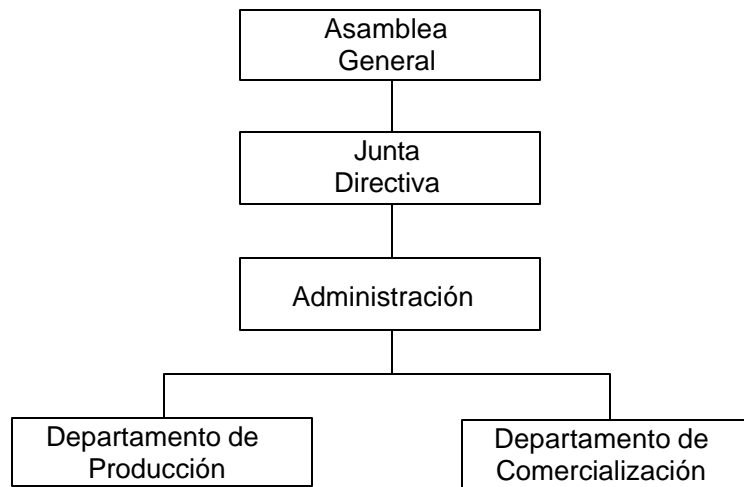 Asamblea
General
Junta
Directiva
Administración
Departamento de
Producción
Departamento de
Comercialización